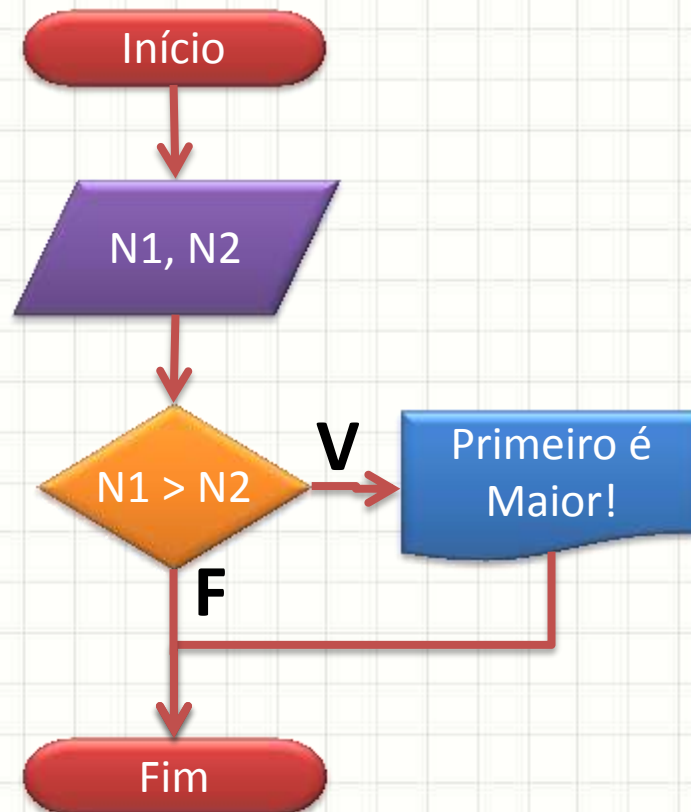 Início
N1, N2
N1 > N2
V
Primeiro é
Maior!
F
Fim